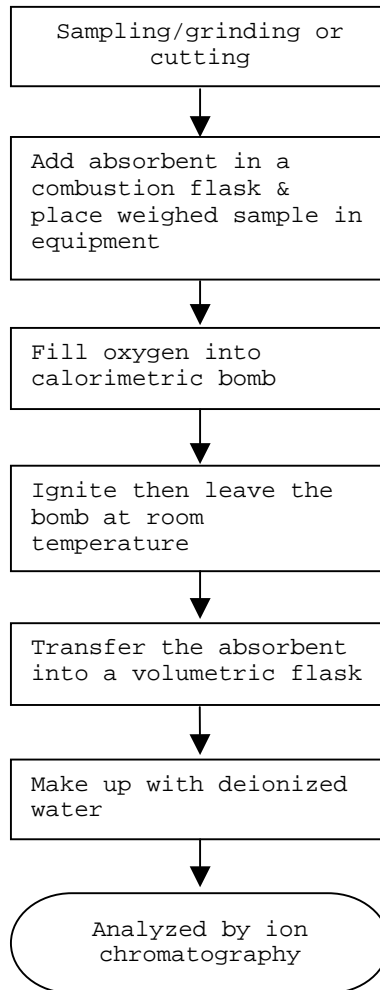 Sampling/grinding or
cutting
Add absorbent in a
combustion flask &
place weighed sample in
equipment
Fill oxygen into
calorimetric bomb
Ignite then leave the
bomb at room
temperature
Transfer the absorbent
into a volumetric flask
Make up with deionized
water
Analyzed by ion
chromatography